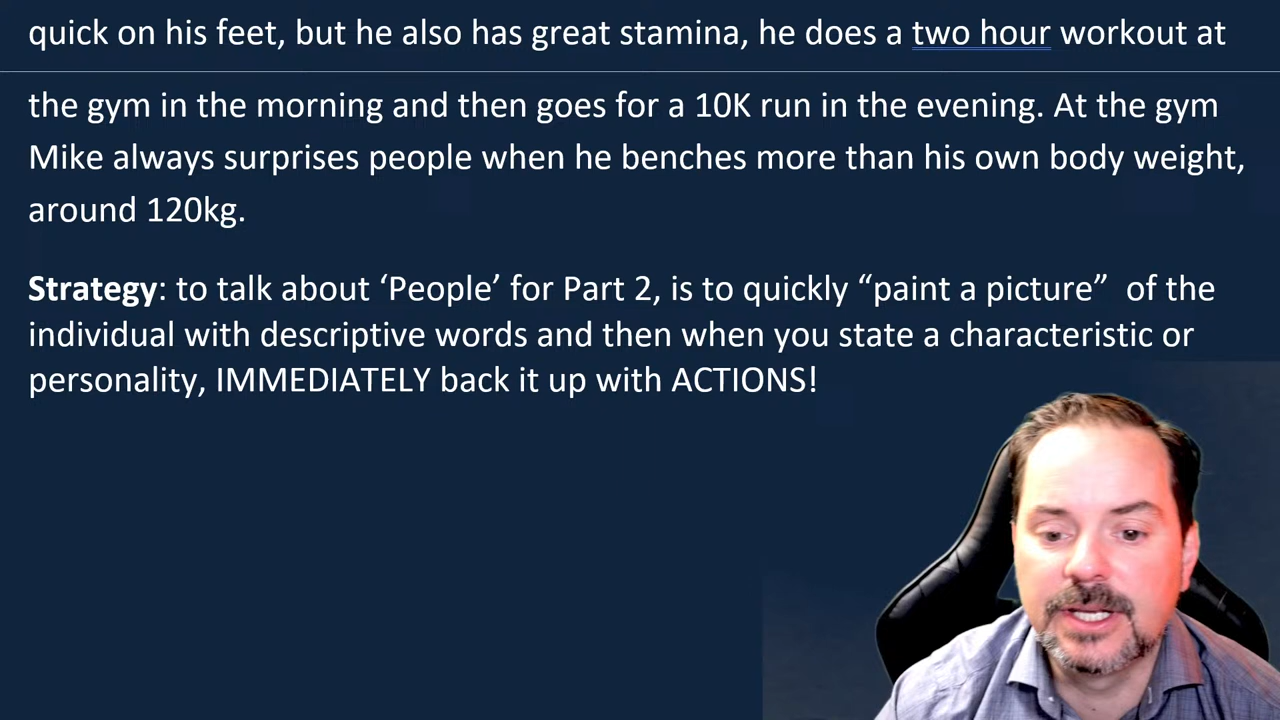 quick on his feet, but he also has great stamina, he does a two hour workout at
the gym in the morning and then goes for a 10K run in the evening. At the gym
Mike always surprises people when he benches more than his own body weight,
around 120kg.
Strategy: to talk about ‘People’ for Part 2, is to quickly “paint a picture”  of the
individual with descriptive words and then when you state a characteristic or
personality, IMMEDIATELY back it up with ACTIONS!